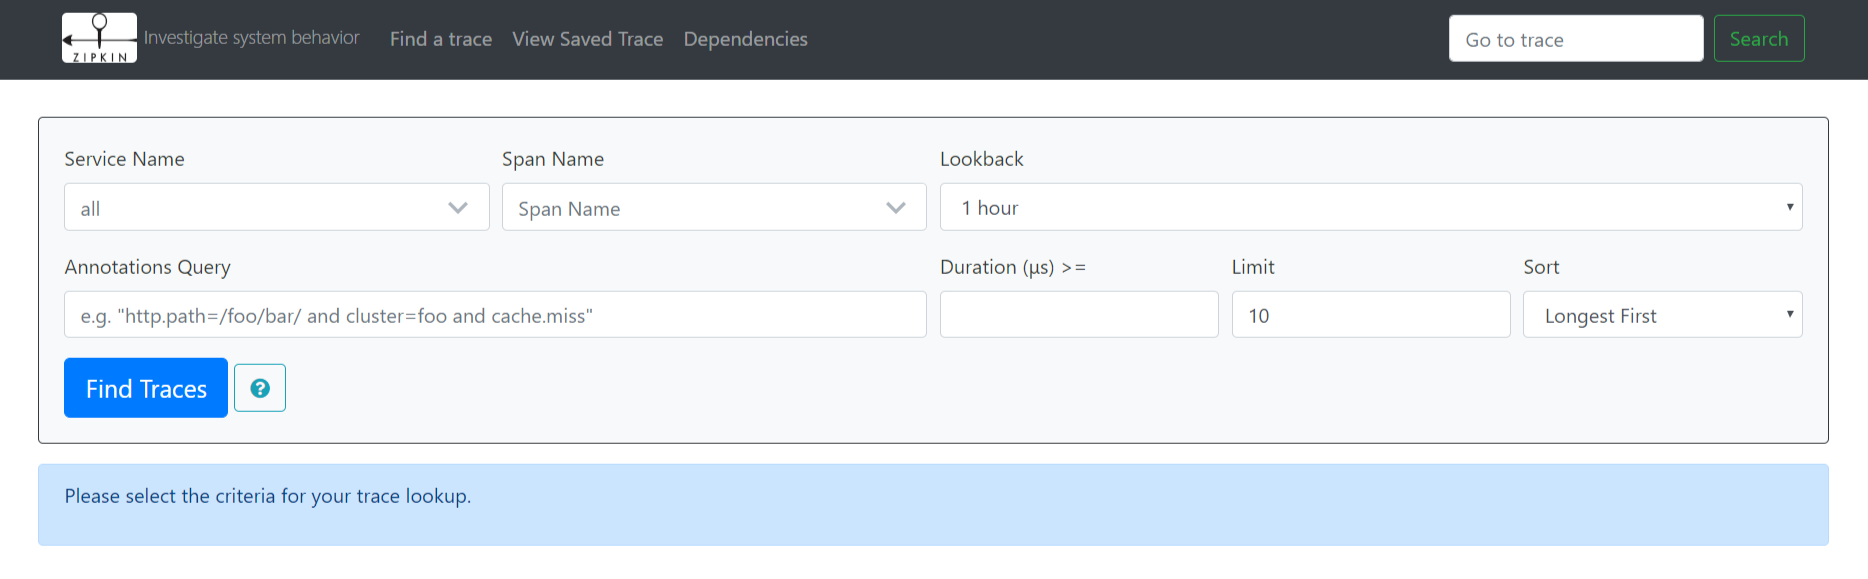 ZIPKIN Investigate system behavior Find a trace View Saved Trace Dependencies Go to trace Search
Service Name Span Name Lookback
all Span Name 1 hour
Annotations Query Duration (µs) >= Limit Sort
e.g. "http.path=/foo/bar/ and cluster=foo and cache.miss" 10 Longest First
Find Traces ?
Please select the criteria for your trace lookup.